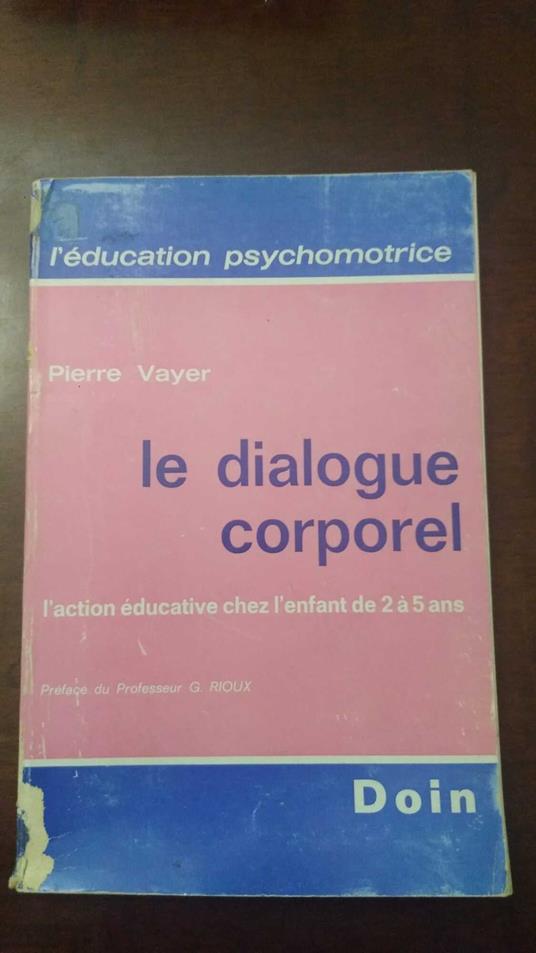 l'éducation psychomotrice
Pierre Vayer
le dialogue
corporel
l'action éducative chez l'enfant de 2 à 5 ans
Préface du Professeur G. RIOUX
Doin